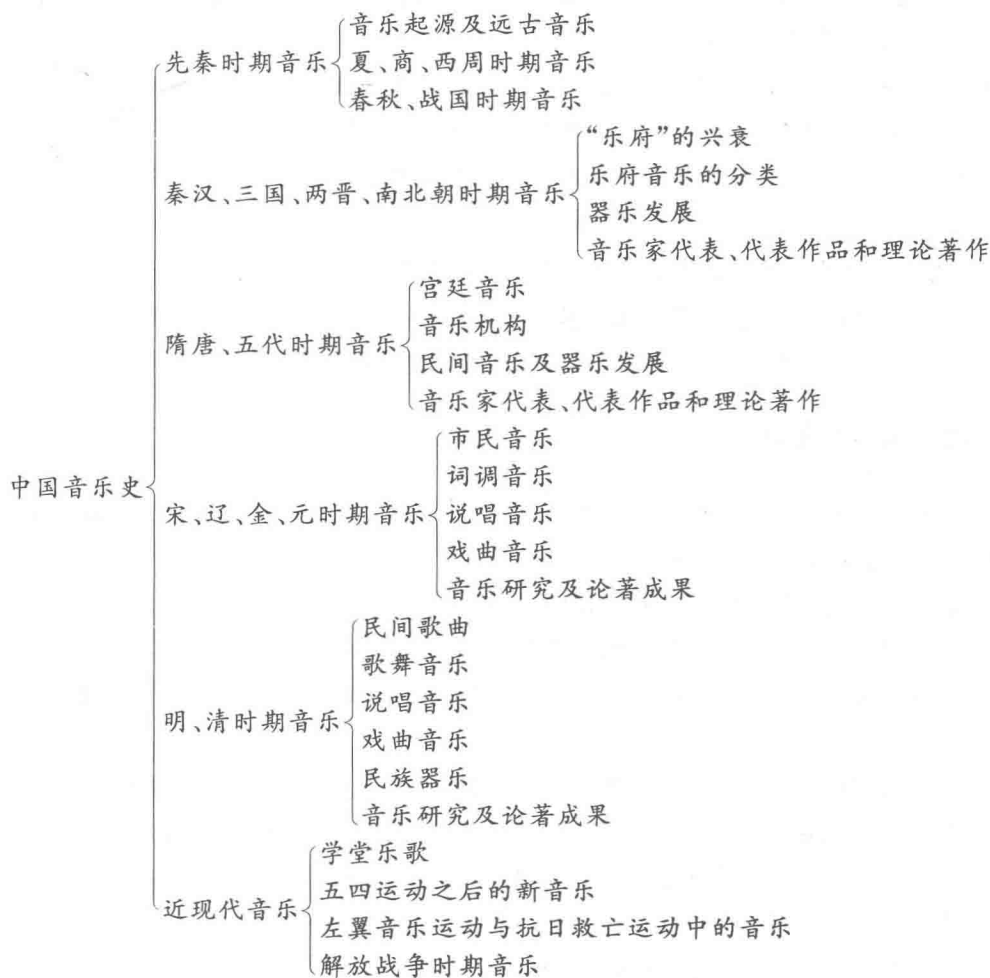 中国音乐史
先秦时期音乐
音乐起源及远古音乐
夏、商、西周时期音乐
春秋、战国时期音乐
秦汉、三国、两晋、南北朝时期音乐
“乐府”的兴衰
乐府音乐的分类
器乐发展
音乐家代表、代表作品和理论著作
隋唐、五代时期音乐
宫廷音乐
音乐机构
民间音乐及器乐发展
音乐家代表、代表作品和理论著作
宋、辽、金、元时期音乐
市民音乐
词调音乐
说唱音乐
戏曲音乐
音乐研究及论著成果
明、清时期音乐
民间歌曲
歌舞音乐
说唱音乐
戏曲音乐
民族器乐
音乐研究及论著成果
近现代音乐
学堂乐歌
五四运动之后的新音乐
左翼音乐运动与抗日救亡运动中的音乐
解放战争时期音乐